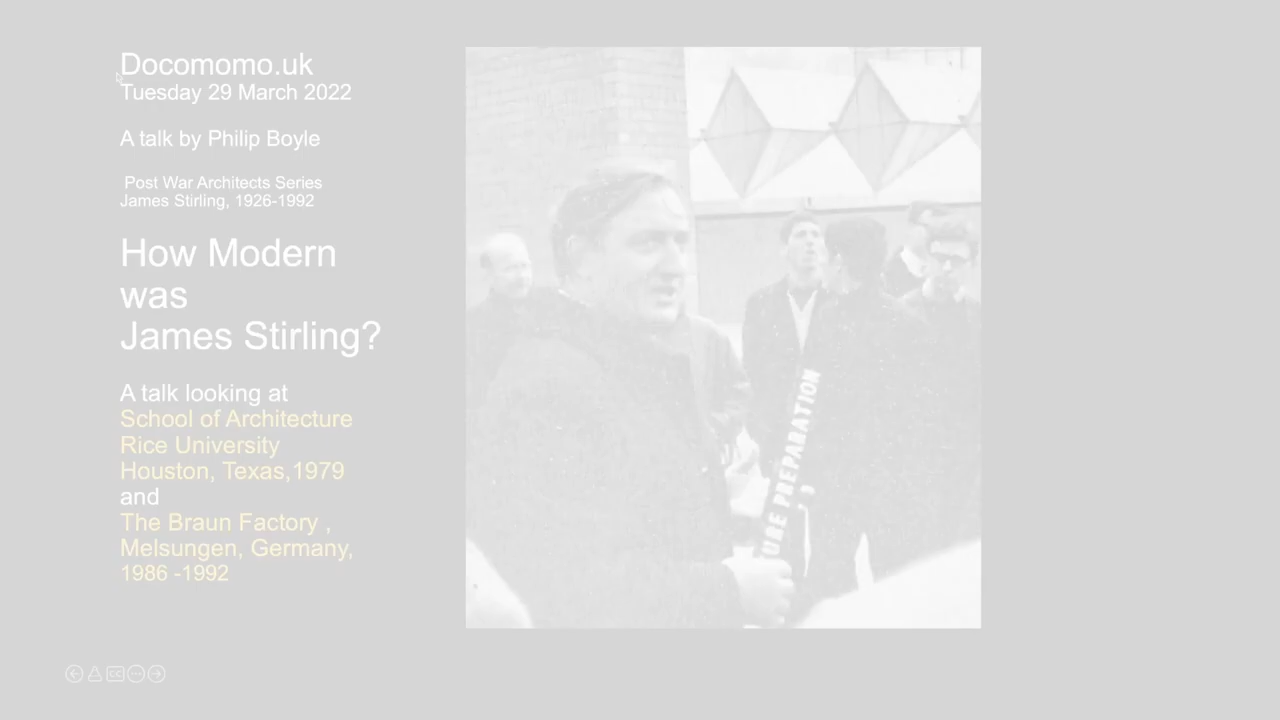 Docomomo.uk
Tuesday 29 March 2022
A talk by Philip Boyle
Post War Architects Series
James Stirling, 1926-1992
How Modern
was
James Stirling?
A talk looking at
School of Architecture
Rice University
Houston, Texas,1979
and
The Braun Factory ,
Melsungen, Germany,
1986 -1992
PREPARATION